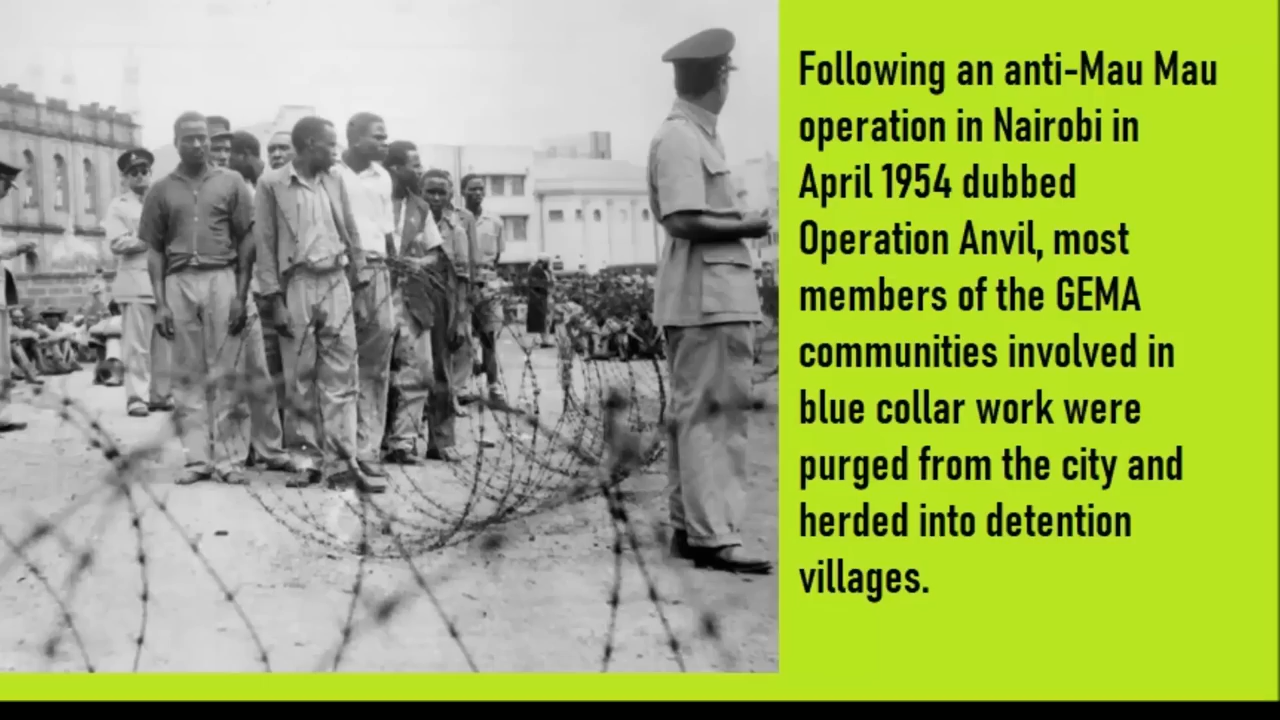 Following an anti-Mau Mau
operation in Nairobi in
April 1954 dubbed
Operation Anvil, most
members of the GEMA
communities involved in
blue collar work were
purged from the city and
herded into detention
villages.